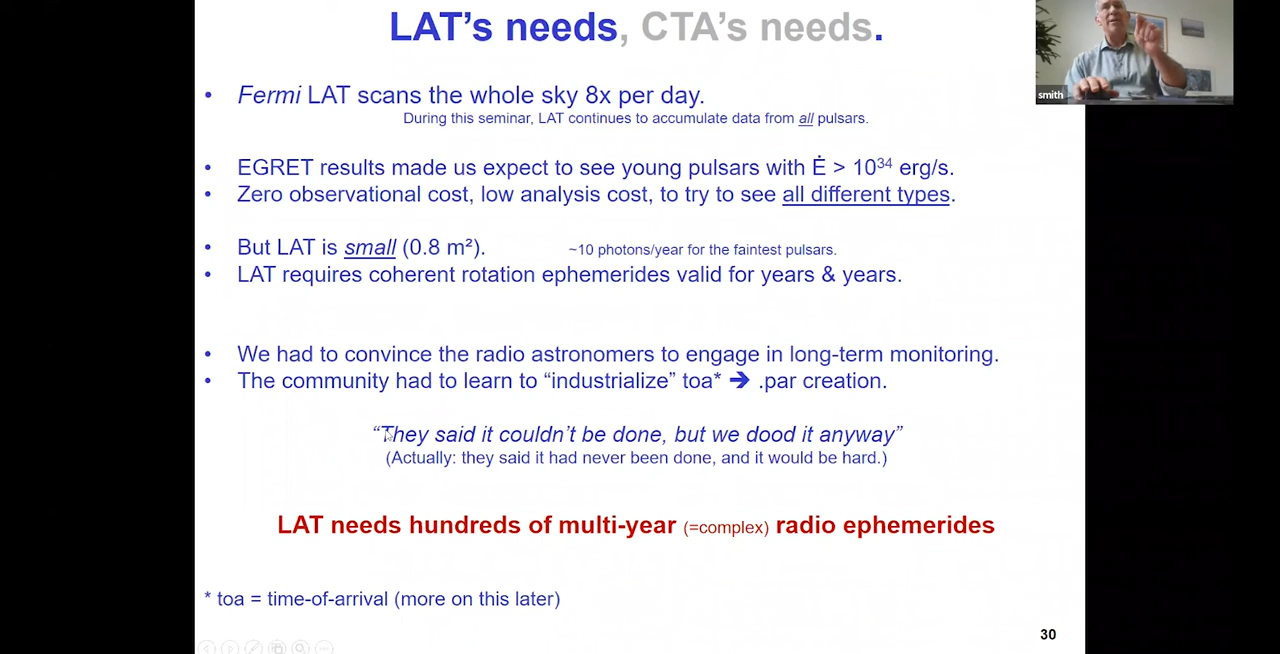 LAT's needs, CTA's needs.
smith
• Fermi LAT scans the whole sky 8x per day.
During this seminar, LAT continues to accumulate data from all pulsars.
• EGRET results made us expect to see young pulsars with Ė > 10³⁴ erg/s.
• Zero observational cost, low analysis cost, to try to see all different types.
• But LAT is small (0.8 m²). ~10 photons/year for the faintest pulsars.
• LAT requires coherent rotation ephemerides valid for years & years.
• We had to convince the radio astronomers to engage in long-term monitoring.
• The community had to learn to “industrialize” toa* ➔ .par creation.
“They said it couldn’t be done, but we dood it anyway”
(Actually: they said it had never been done, and it would be hard.)
LAT needs hundreds of multi-year (=complex) radio ephemerides
* toa = time-of-arrival (more on this later)
30